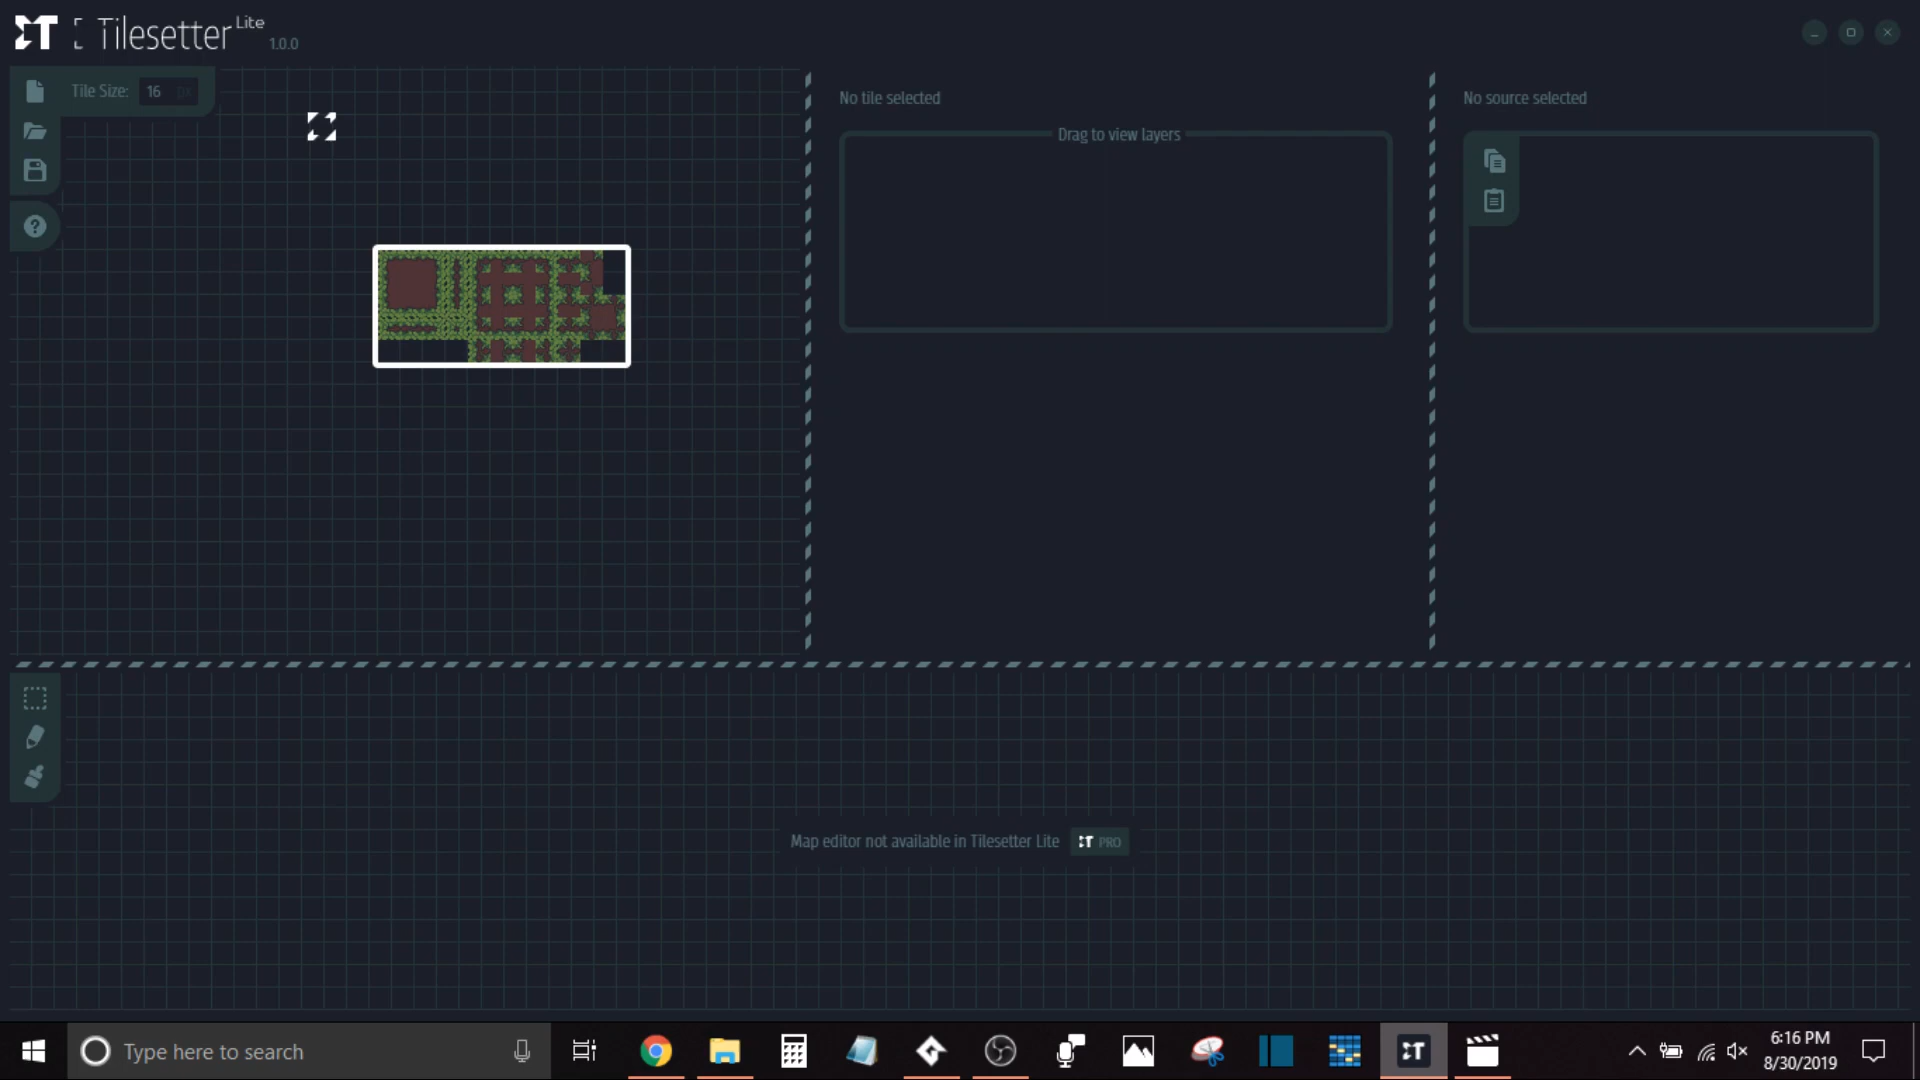 Tilesetter Lite
1.0.0
Tile Size: 16 px
No tile selected
No source selected
Drag to view layers
Map editor not available in Tilesetter Lite
PRO
Type here to search
6:16 PM
8/30/2019